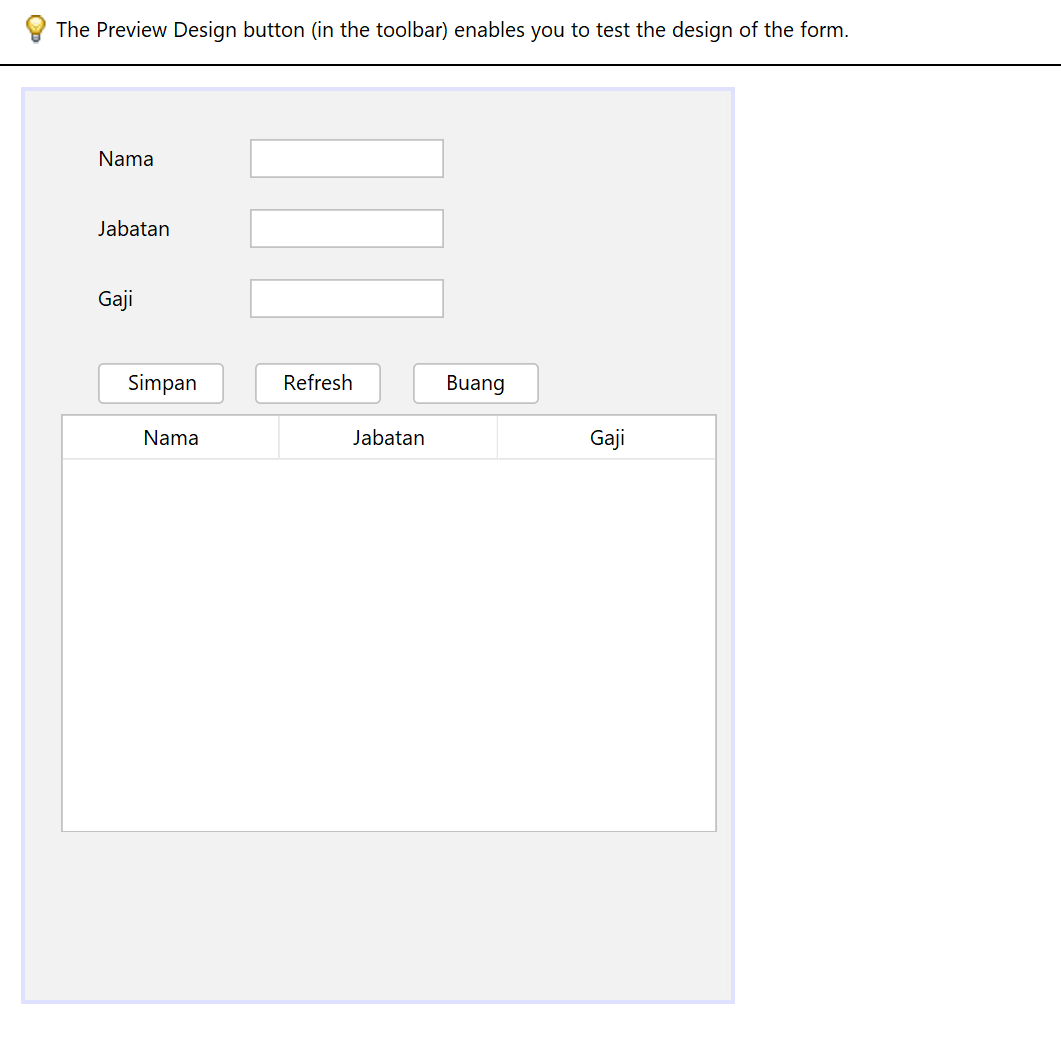 The Preview Design button (in the toolbar) enables you to test the design of the form.
Nama
Jabatan
Gaji
Simpan Refresh Buang
Nama Jabatan Gaji